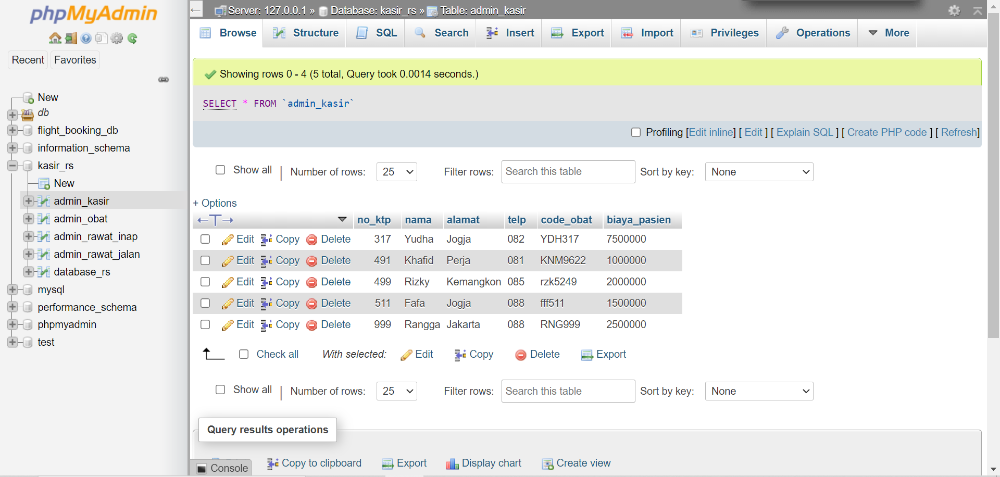 phpMyAdmin
Recent Favorites
New
db
flight_booking_db
information_schema
kasir_rs
New
admin_kasir
admin_obat
admin_rawat_inap
admin_rawat_jalan
database_rs
mysql
performance_schema
phpmyadmin
test
Server: 127.0.0.1 » Database: kasir_rs » Table: admin_kasir
Browse Structure SQL Search Insert Export Import Privileges Operations More
Showing rows 0 - 4 (5 total, Query took 0.0014 seconds.)
SELECT * FROM `admin_kasir`
Profiling [Edit inline] [ Edit ] [ Explain SQL ] [ Create PHP code ] [ Refresh]
Show all | Number of rows: 25 Filter rows: Search this table Sort by key: None
+ Options
←T→ no_ktp nama alamat telp code_obat biaya_pasien
Edit Copy Delete 317 Yudha Jogja 082 YDH317 7500000
Edit Copy Delete 491 Khafid Perja 081 KNM9622 1000000
Edit Copy Delete 499 Rizky Kemangkon 085 rzk5249 2000000
Edit Copy Delete 511 Fafa Jogja 088 fff511 1500000
Edit Copy Delete 999 Rangga Jakarta 088 RNG999 2500000
Check all With selected: Edit Copy Delete Export
Show all | Number of rows: 25 Filter rows: Search this table Sort by key: None
Query results operations
Copy to clipboard Export Display chart Create view
Console